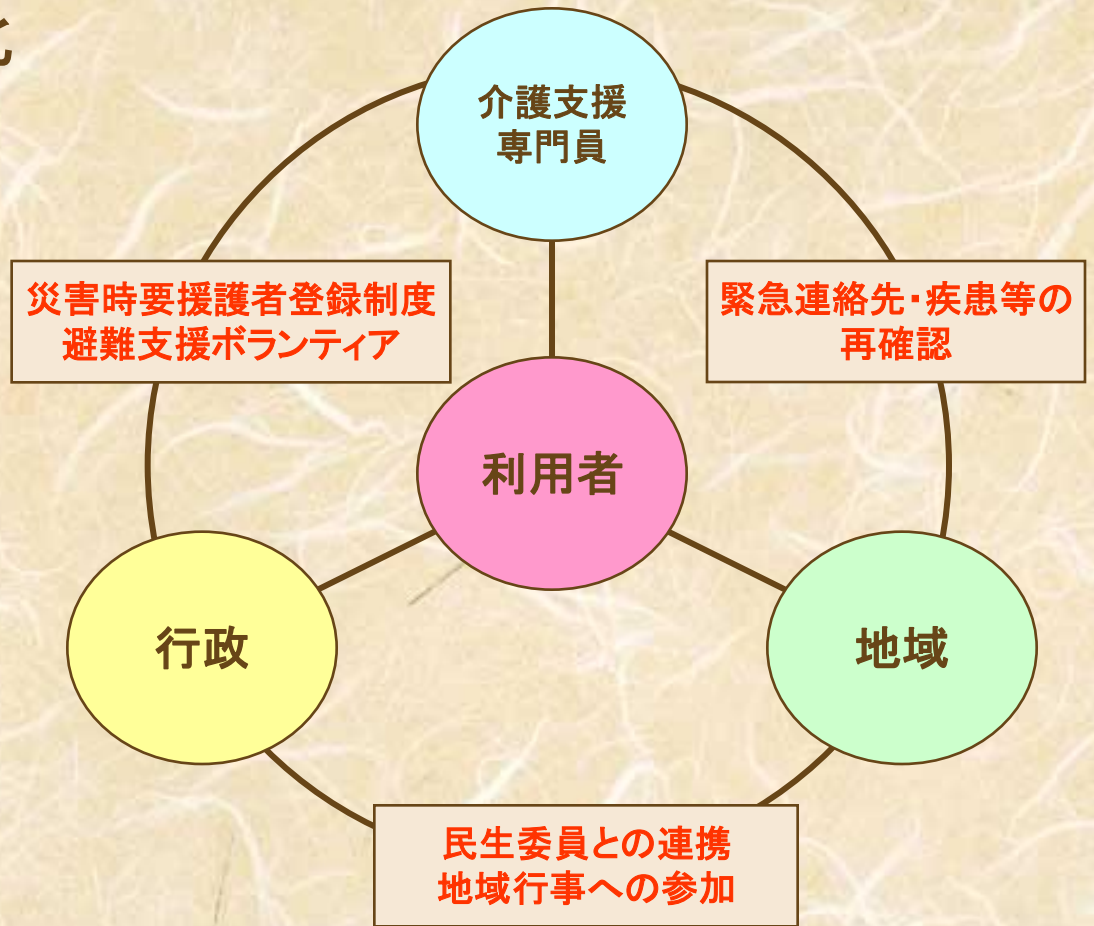 介護支援
専門員
災害時要援護者登録制度
避難支援ボランティア
緊急連絡先・疾患等の
再確認
利用者
行政
地域
民生委員との連携
地域行事への参加